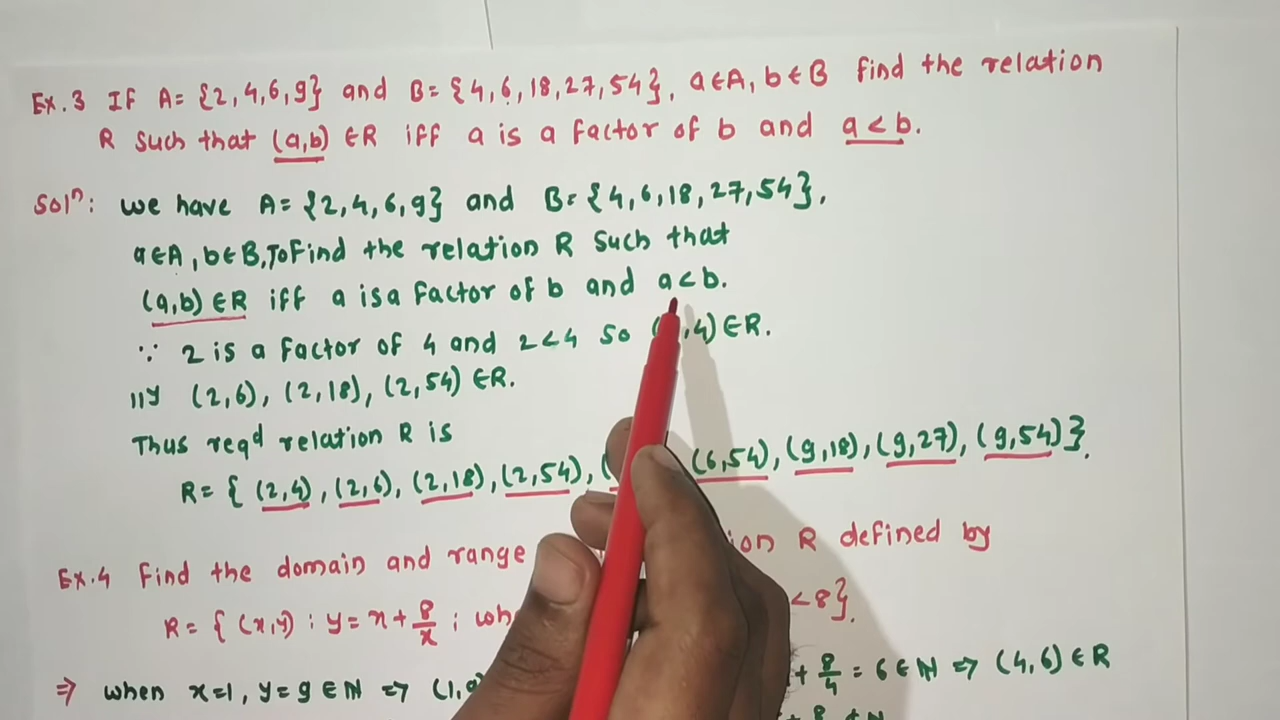 Ex.3 If A= {2,4,6,9} and B= {4,6,18,27,54}, a∈A, b∈B find the relation
R Such that (a,b) ∈R iff a is a factor of b and a<b.
Solⁿ: we have A= {2,4,6,9} and B= {4,6,18,27,54},
a∈A, b∈B, To Find the relation R Such that
(a,b) ∈R iff a is a factor of b and a<b.
∵ 2 is a factor of 4 and 2<4 so ,4) ∈R.
lly (2,6), (2,18), (2,54) ∈R.
Thus reqd relation R is
R= { (2,4), (2,6), (2,18), (2,54), ( (6,54), (9,18), (9,27), (9,54)}.
Ex.4 Find the domain and range R defined by
R= { (x,y) : y= x+ 8/x ; <8}.
⇒ when x=1, y=9 ∈N ⇒ (1, + 8/4 = 6 ∈N ⇒ (4,6) ∈R